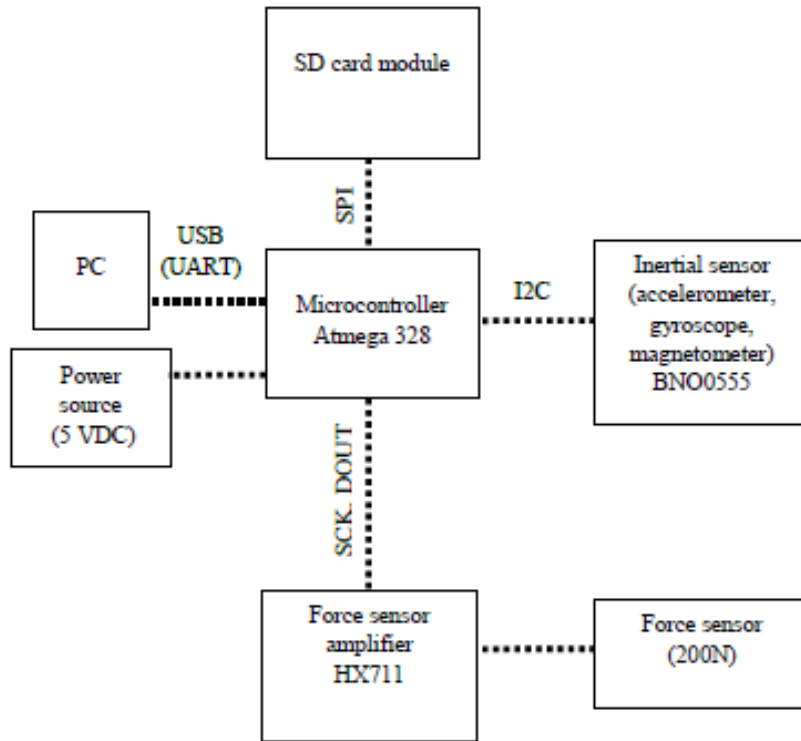 SD card module
SPI
PC
USB
(UART)
Microcontroller
Atmega 328
I2C
Inertial sensor
(accelerometer,
gyroscope,
magnetometer)
BNO0555
Power
source
(5 VDC)
SCK. DOUT
Force sensor
amplifier
HX711
Force sensor
(200N)